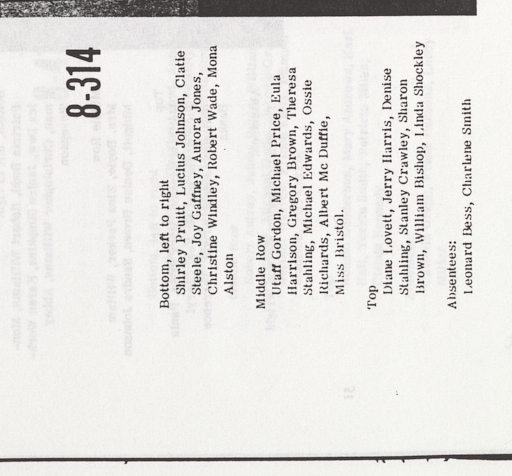 8-314
Bottom, left to right
Shirley Pruitt, Lucius Johnson, Clatie
Steele, Joy Gaffney, Aurora Jones,
Christine Windley, Robert Wade, Mona
Alston
Middle Row
Utaff Gordon, Michael Price, Eula
Harrison, Gregory Brown, Theresa
Stahling, Michael Edwards, Ossie
Richards, Albert Mc Duffie,
Miss Bristol.
Top
Diane Lovett, Jerry Harris, Denise
Stahling, Stanley Crawley, Sharon
Brown, William Bishop, Linda Shockley
Absentees:
Leonard Bess, Charlene Smith